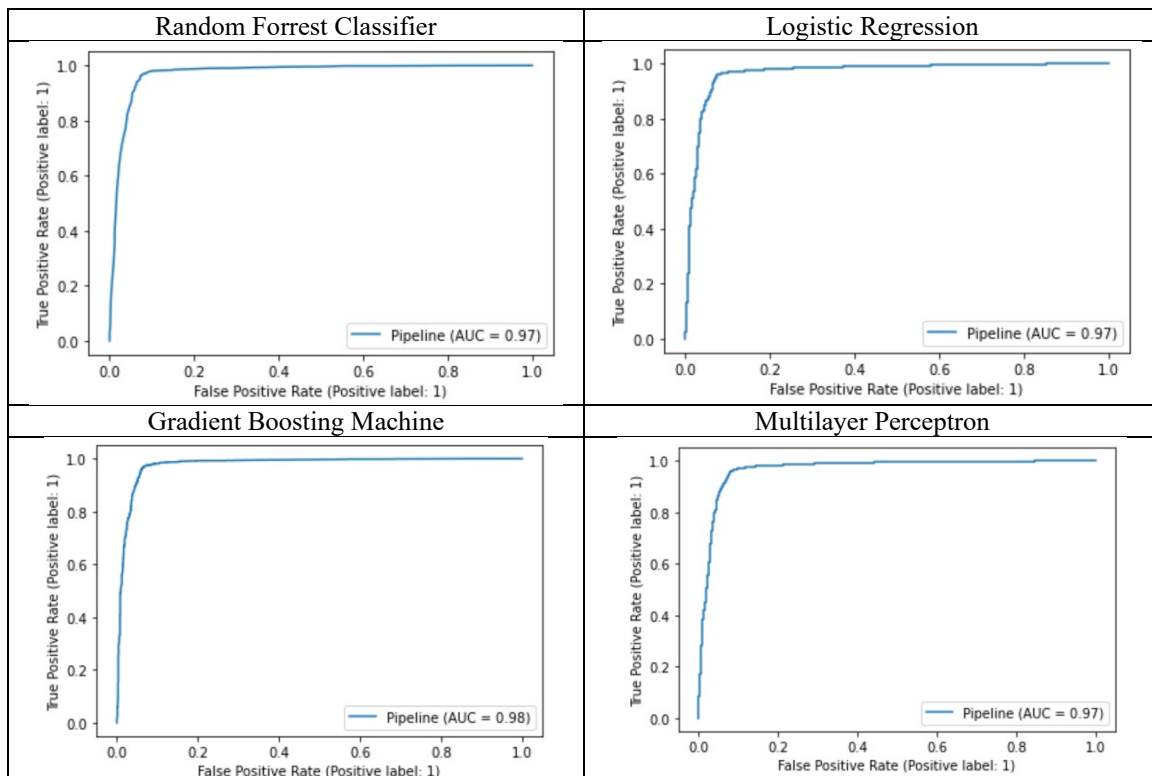 Random Forrest Classifier
Logistic Regression
1.0
0.8
0.6
0.4
0.2
0.0
True Positive Rate (Positive label: 1)
Pipeline (AUC = 0.97)
0.0 0.2 0.4 0.6 0.8 1.0
False Positive Rate (Positive label: 1)
1.0
0.8
0.6
0.4
0.2
0.0
True Positive Rate (Positive label: 1)
Pipeline (AUC = 0.97)
0.0 0.2 0.4 0.6 0.8 1.0
False Positive Rate (Positive label: 1)
Gradient Boosting Machine
Multilayer Perceptron
1.0
0.8
0.6
0.4
0.2
0.0
True Positive Rate (Positive label: 1)
Pipeline (AUC = 0.98)
0.0 0.2 0.4 0.6 0.8 1.0
False Positive Rate (Positive label: 1)
1.0
0.8
0.6
0.4
0.2
0.0
True Positive Rate (Positive label: 1)
Pipeline (AUC = 0.97)
0.0 0.2 0.4 0.6 0.8 1.0
False Positive Rate (Positive label: 1)